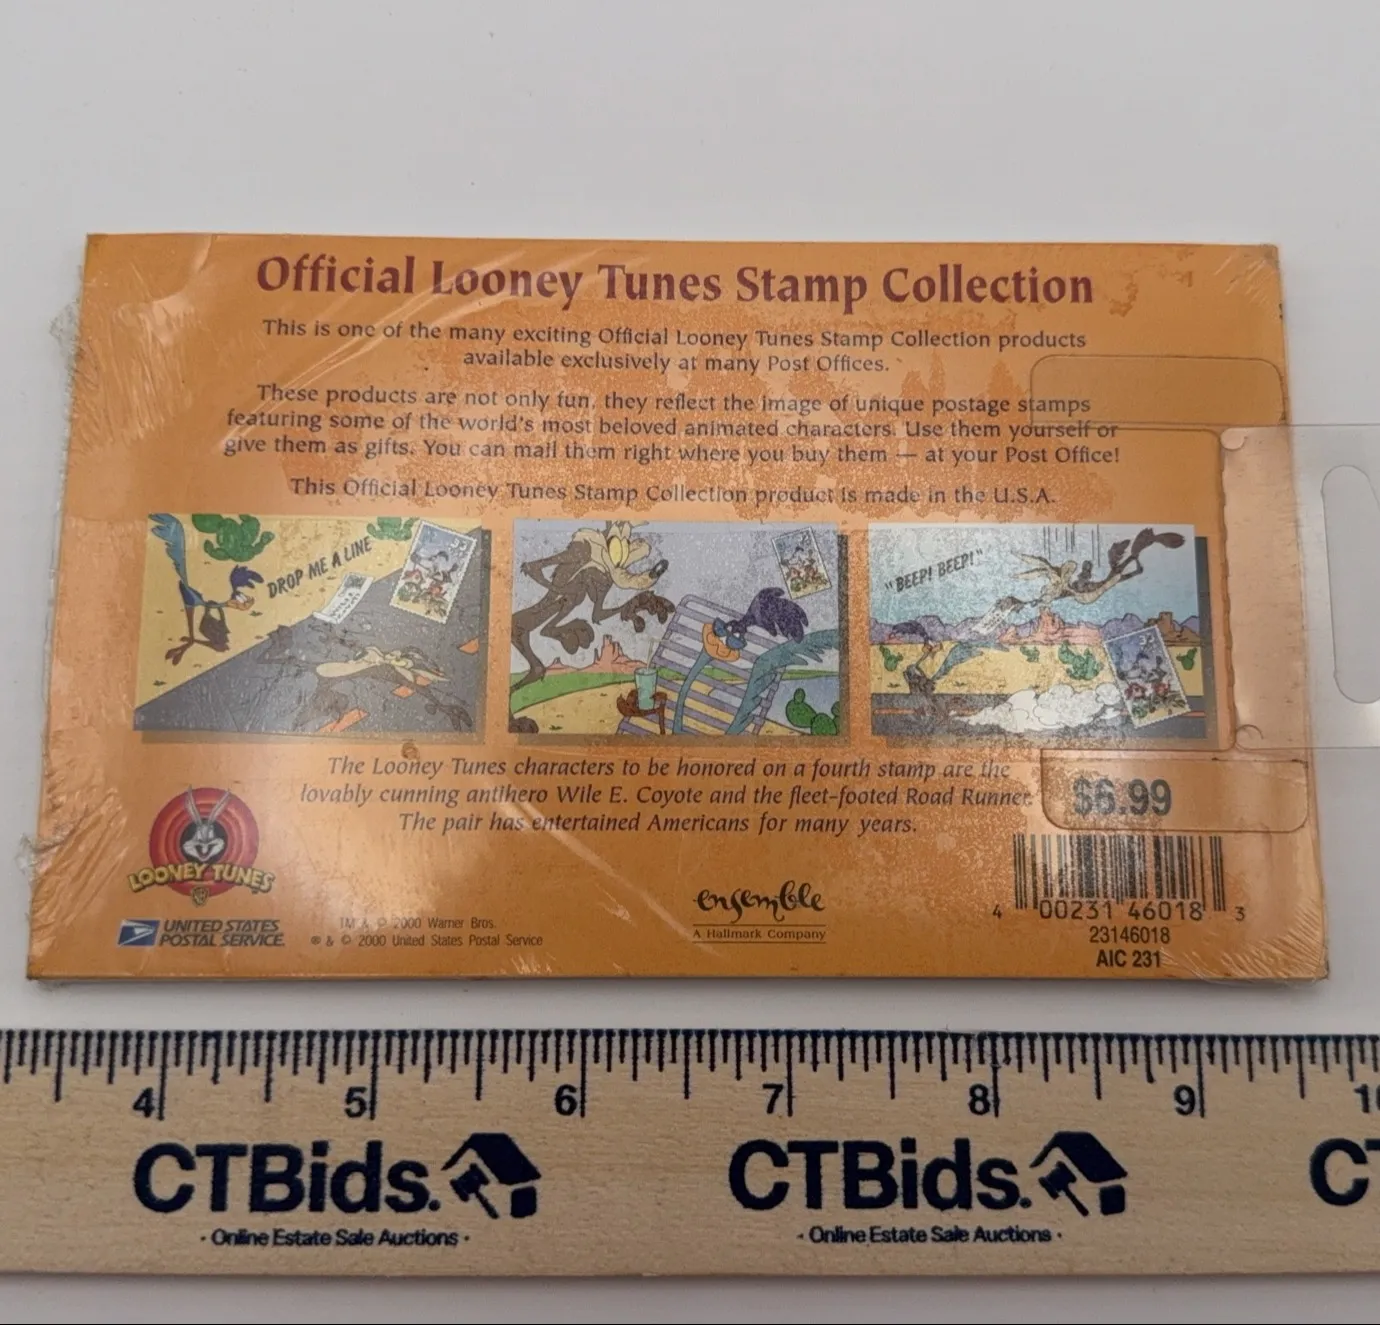 Official Looney Tunes Stamp Collection
This is one of the many exciting Official Looney Tunes Stamp Collection products
available exclusively at many Post Offices.
These products are not only fun, they reflect the image of unique postage stamps
featuring some of the world's most beloved animated characters. Use them yourself or
give them as gifts. You can mail them right where you buy them — at your Post Office!
This Official Looney Tunes Stamp Collection product is made in the U.S.A.
DROP ME A LINE
"BEEP! BEEP!"
The Looney Tunes characters to be honored on a fourth stamp are the
lovably cunning antihero Wile E. Coyote and the fleet-footed Road Runner.
The pair has entertained Americans for many years.
$6.99
LOONEY TUNES
UNITED STATES
POSTAL SERVICE
© 2000 Warner Bros.
® & © 2000 United States Postal Service
ensemble
A Hallmark Company
4 00231 46018 3
23146018
AIC 231
4 5 6 7 8 9
CTBids. CTBids.
· Online Estate Sale Auctions · · Online Estate Sale Auctions ·